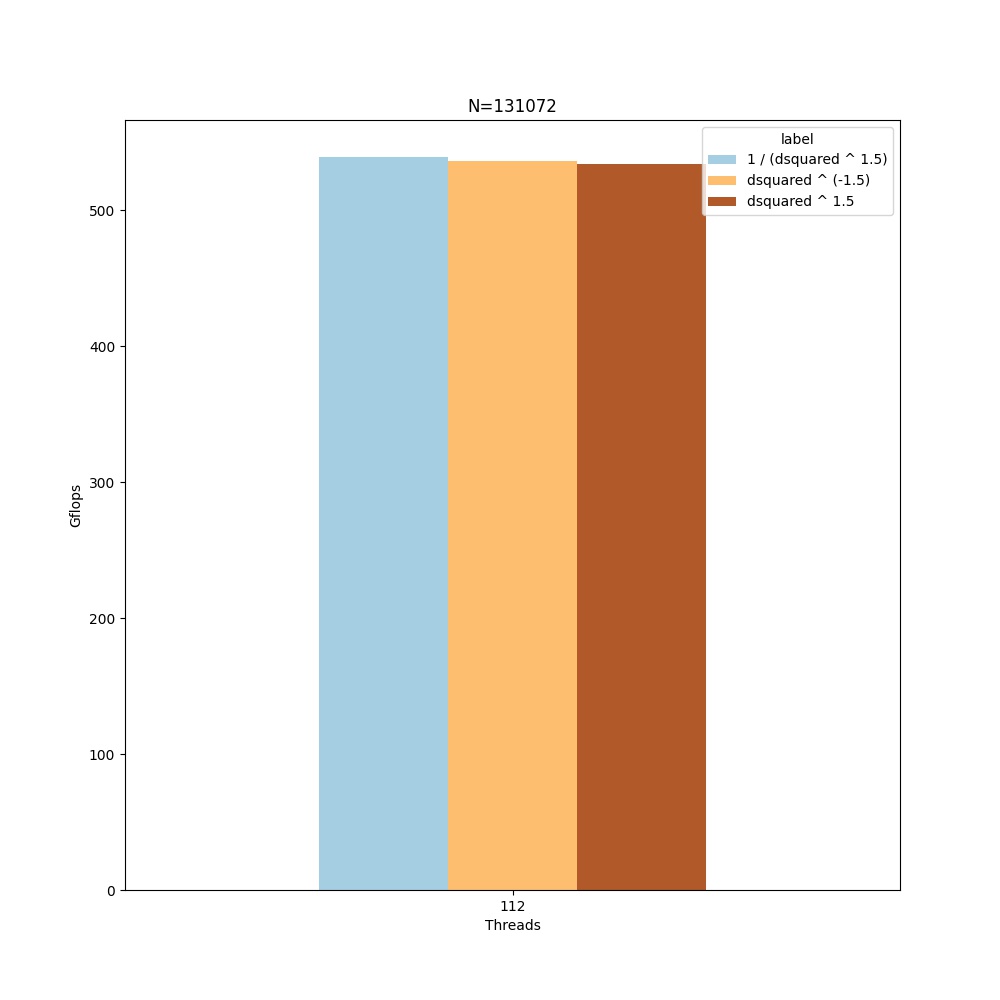 N=131072
label
1 / (dsquared ^ 1.5)
dsquared ^ (-1.5)
dsquared ^ 1.5
500
400
300
200
100
0
Gflops
112
Threads